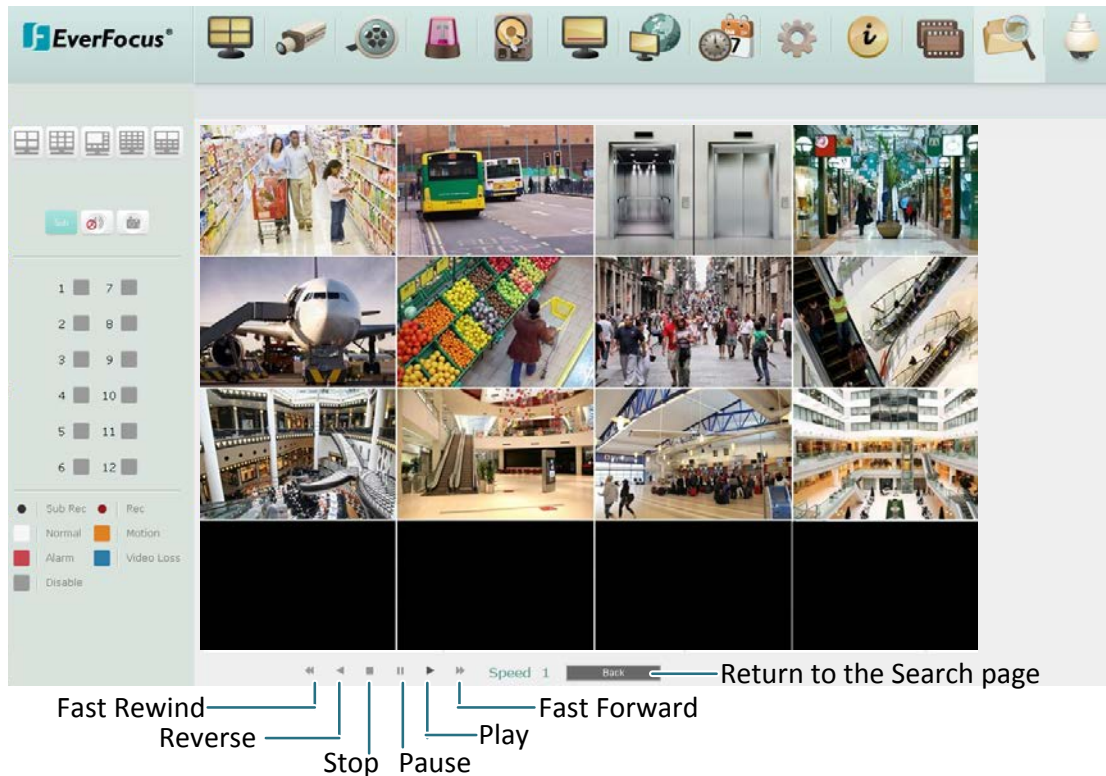 EverFocus®
7
i
Sub
1 7
2 8
3 9
4 10
5 11
6 12
Sub Rec Rec
Normal Motion
Alarm Video Loss
Disable
Speed 1 Back
Return to the Search page
Fast Rewind
Fast Forward
Reverse
Play
Stop
Pause